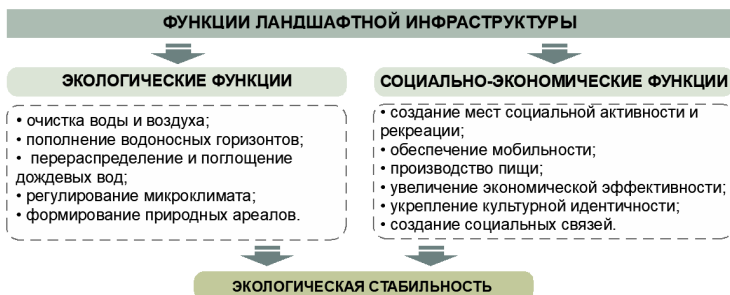 ФУНКЦИИ ЛАНДШАФТНОЙ ИНФРАСТРУКТУРЫ
ЭКОЛОГИЧЕСКИЕ ФУНКЦИИ
• очистка воды и воздуха;
• пополнение водоносных горизонтов;
• перераспределение и поглощение
дождевых вод;
• регулирование микроклимата;
• формирование природных ареалов.
СОЦИАЛЬНО-ЭКОНОМИЧЕСКИЕ ФУНКЦИИ
• создание мест социальной активности и
рекреации;
• обеспечение мобильности;
• производство пищи;
• увеличение экономической эффективности;
• укрепление культурной идентичности;
• создание социальных связей.
ЭКОЛОГИЧЕСКАЯ СТАБИЛЬНОСТЬ